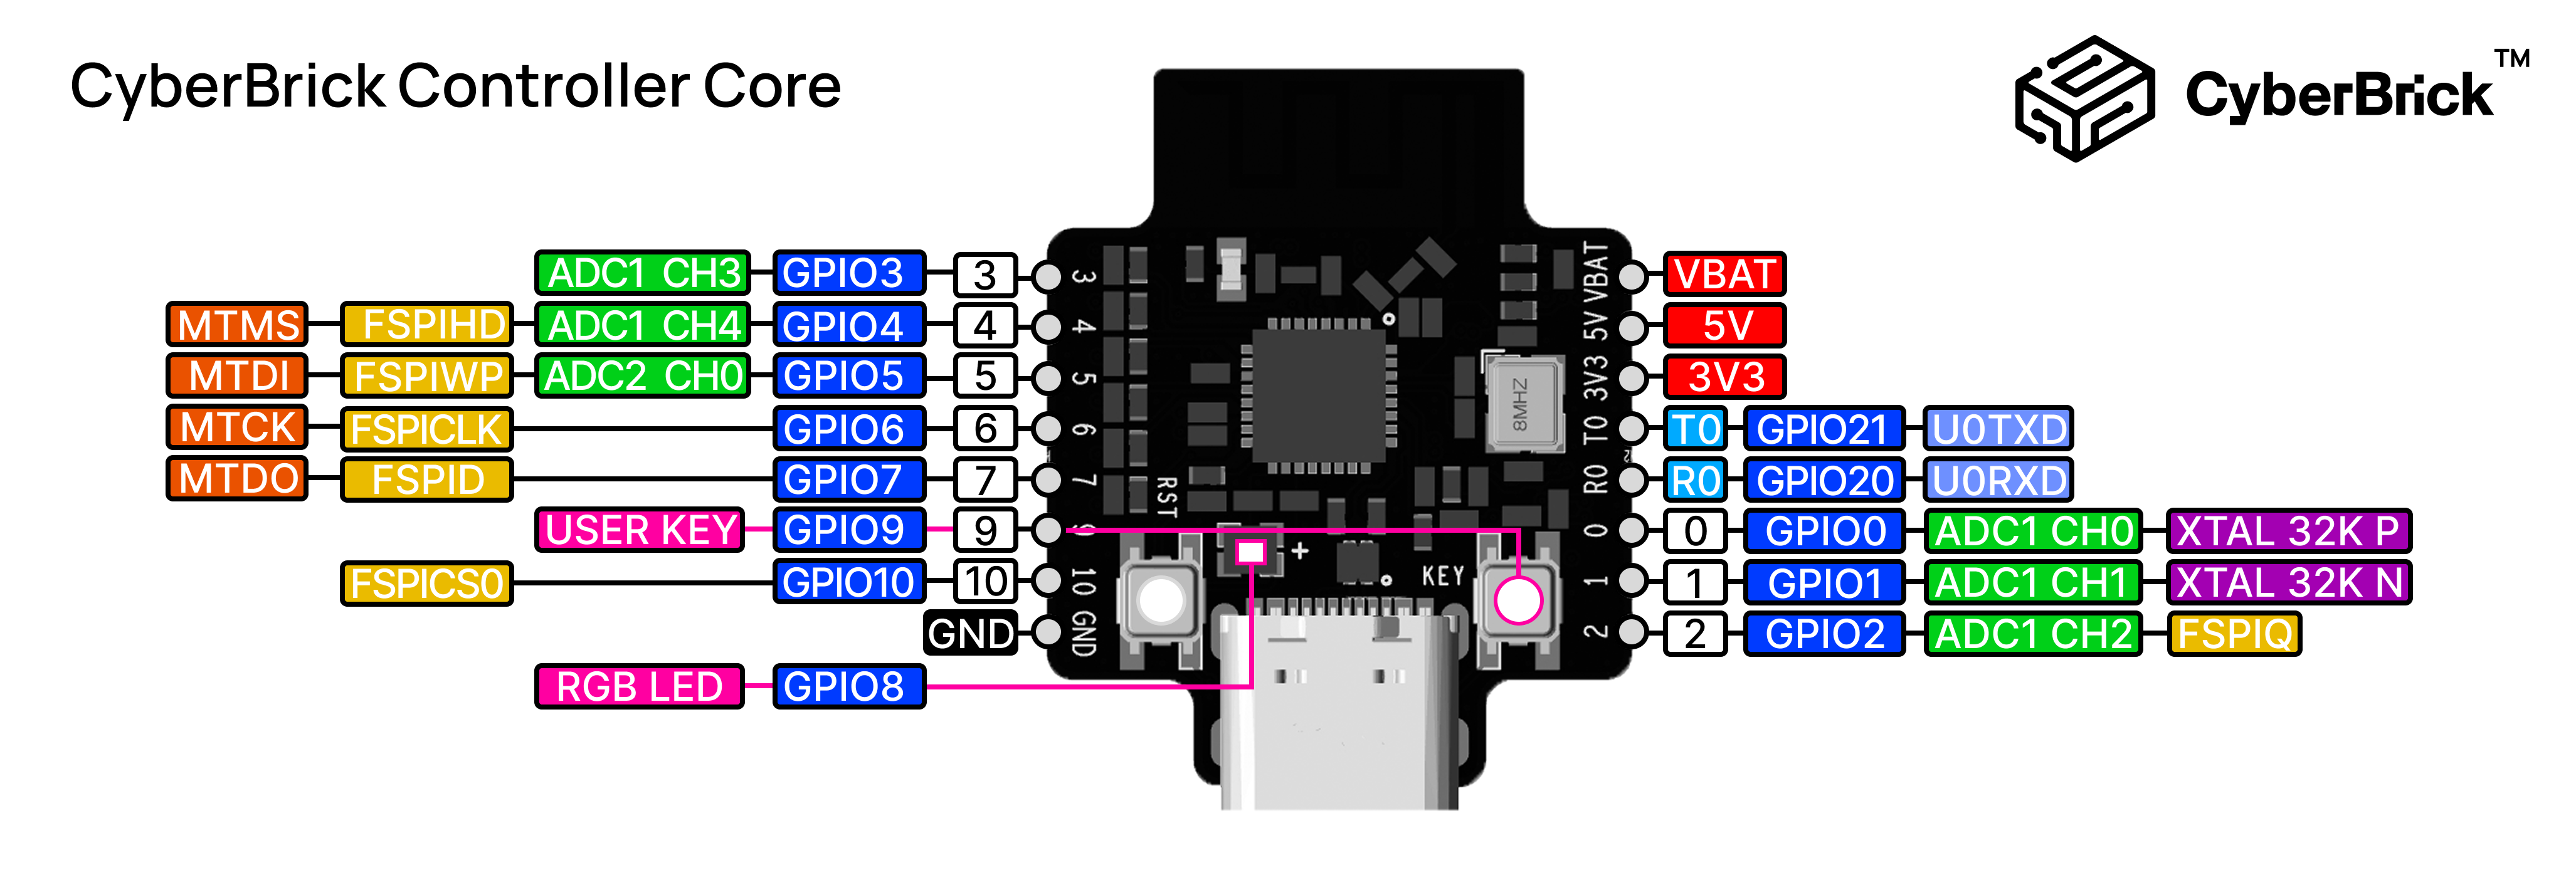 CyberBrick Controller Core
CyberBrick™
ADC1 CH3 GPIO3 3 3 VBAT VBAT
MTMS FSPIHD ADC1 CH4 GPIO4 4 4 5V 5V
MTDI FSPIWP ADC2 CH0 GPIO5 5 5 3V3 3V3
8MHZ
MTCK FSPICLK GPIO6 6 6 T0 T0 GPIO21 U0TXD
MTDO FSPID GPIO7 7 7 R0 R0 GPIO20 U0RXD
RST
USER KEY GPIO9 9 9 0 0 GPIO0 ADC1 CH0 XTAL 32K P
+
KEY
FSPICS0 GPIO10 10 10 1 1 GPIO1 ADC1 CH1 XTAL 32K N
GND GND 2 2 GPIO2 ADC1 CH2 FSPIQ
RGB LED GPIO8